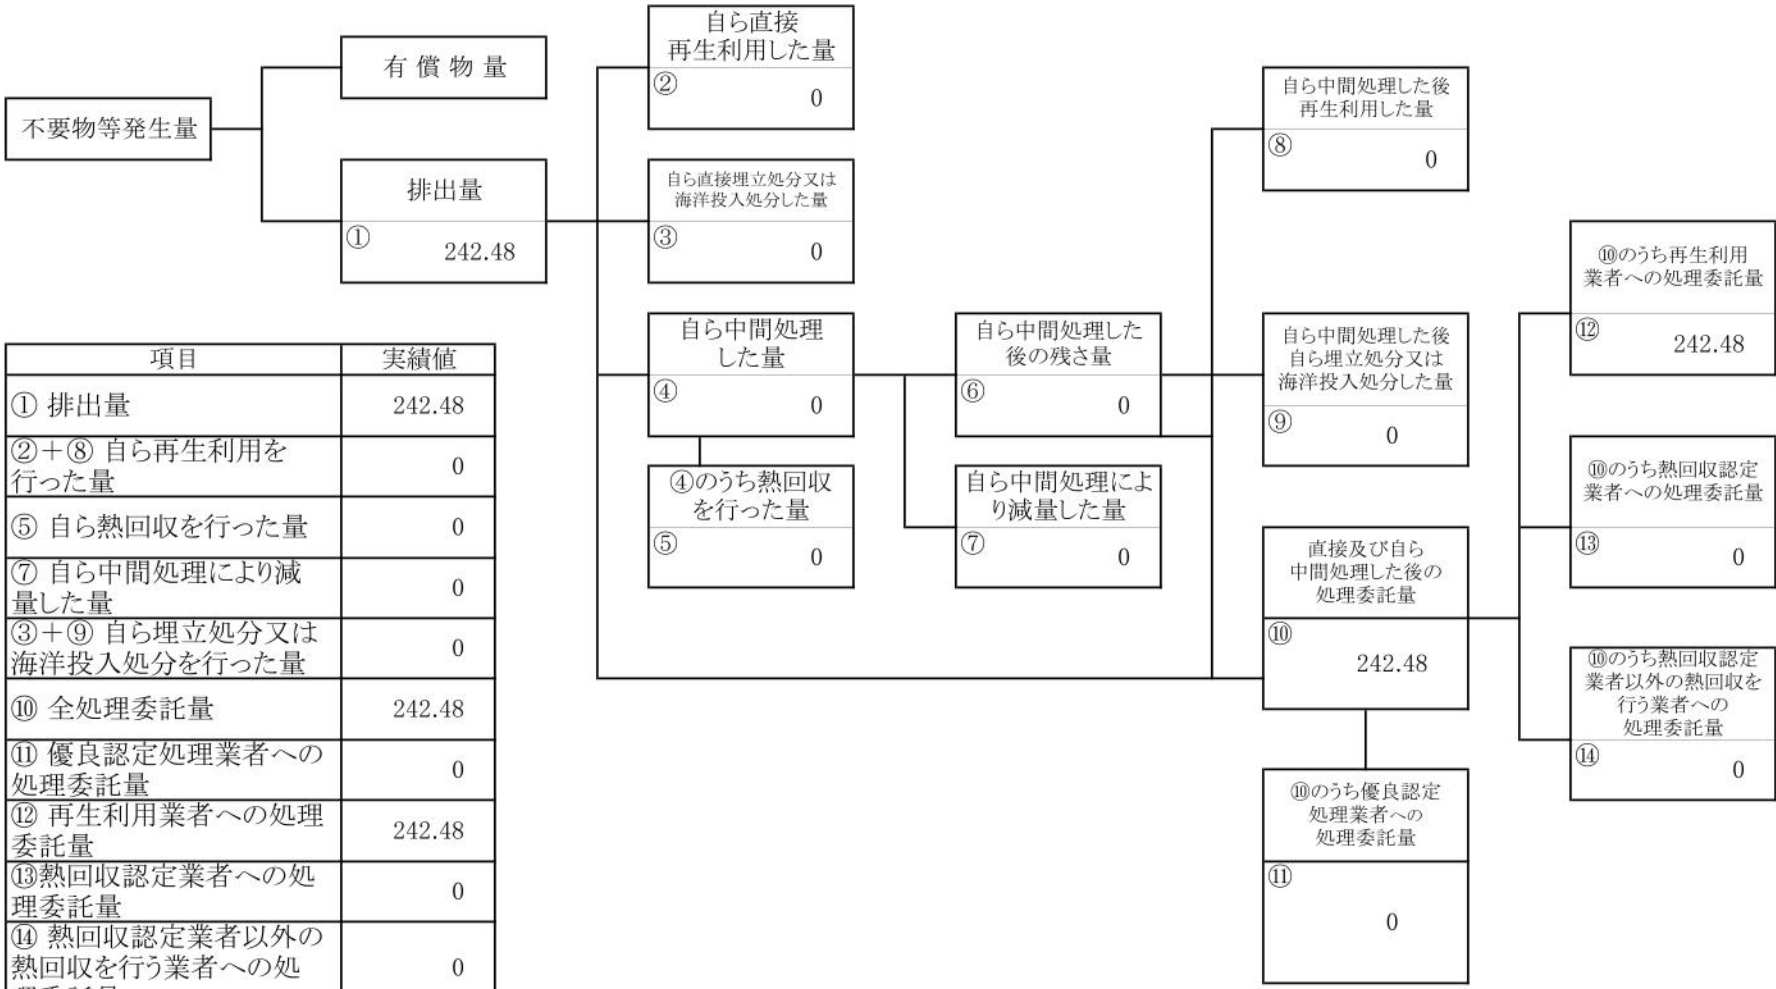 不要物等発生量
有償物量
排出量
①
242.48
自ら直接
再生利用した量
②
0
自ら直接埋立処分又は
海洋投入処分した量
③
0
自ら中間処理
した量
④
0
④のうち熱回収
を行った量
⑤
0
自ら中間処理した
後の残さ量
⑥
0
自ら中間処理によ
り減量した量
⑦
0
自ら中間処理した後
再生利用した量
⑧
0
自ら中間処理した後
自ら埋立処分又は
海洋投入処分した量
⑨
0
直接及び自ら
中間処理した後の
処理委託量
⑩
242.48
⑩のうち優良認定
処理業者への
処理委託量
⑪
0
⑩のうち再生利用
業者への処理委託量
⑫
242.48
⑩のうち熱回収認定
業者への処理委託量
⑬
0
⑩のうち熱回収認定
業者以外の熱回収を
行う業者への
処理委託量
⑭
0
項目 実績値
① 排出量 242.48
②＋⑧ 自ら再生利用を
行った量 0
⑤ 自ら熱回収を行った量 0
⑦ 自ら中間処理により減
量した量 0
③＋⑨ 自ら埋立処分又は
海洋投入処分を行った量 0
⑩ 全処理委託量 242.48
⑪ 優良認定処理業者への
処理委託量 0
⑫ 再生利用業者への処理
委託量 242.48
⑬熱回収認定業者への処
理委託量 0
⑭ 熱回収認定業者以外の
熱回収を行う業者への処 0